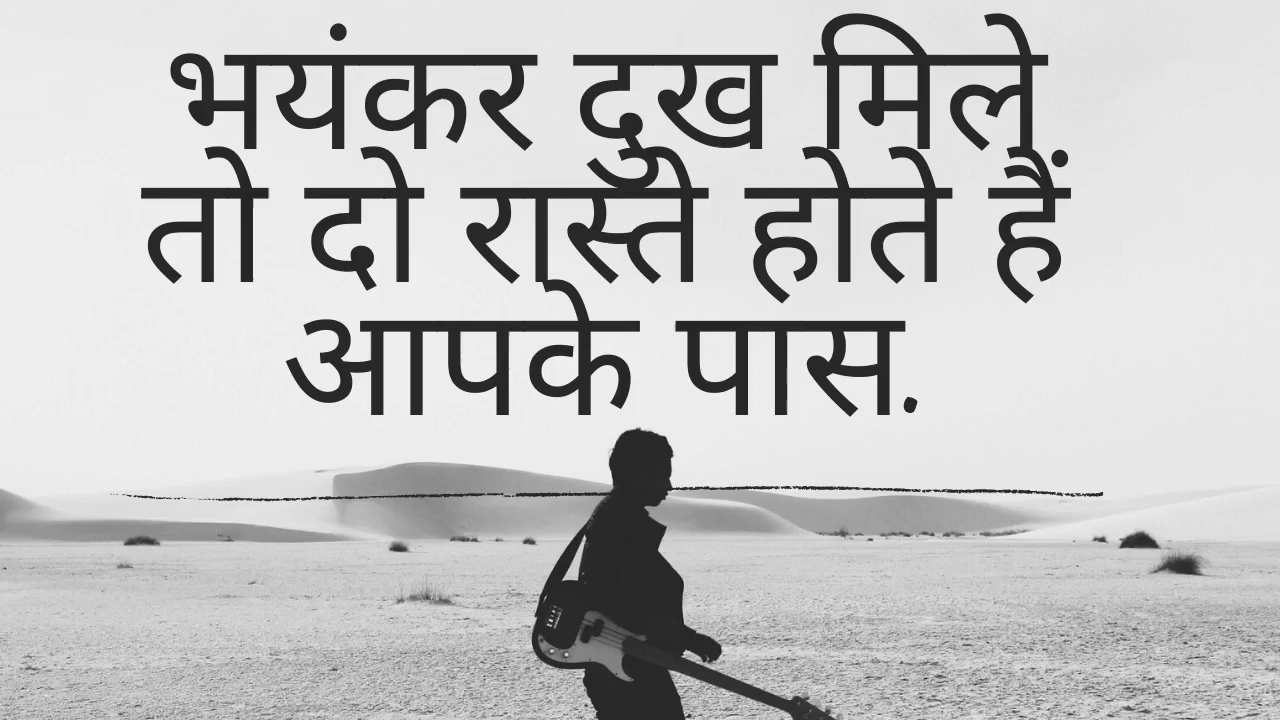 भयंकर दुख मिले
तो दो रास्ते होते हैं
आपके पास.